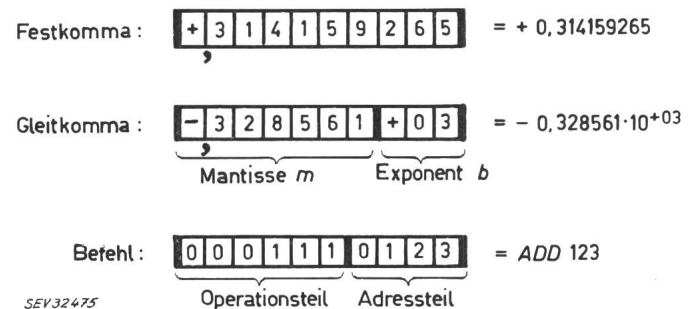 Festkomma: + 3 1 4 1 5 9 2 6 5 = + 0,314159265
,
Gleitkomma: - 3 2 8 5 6 1 + 0 3 = - 0,328561·10⁺⁰³
,
Mantisse m Exponent b
Befehl: 0 0 0 1 1 1 0 1 2 3 = ADD 123
Operationsteil Adressteil
SEV32475